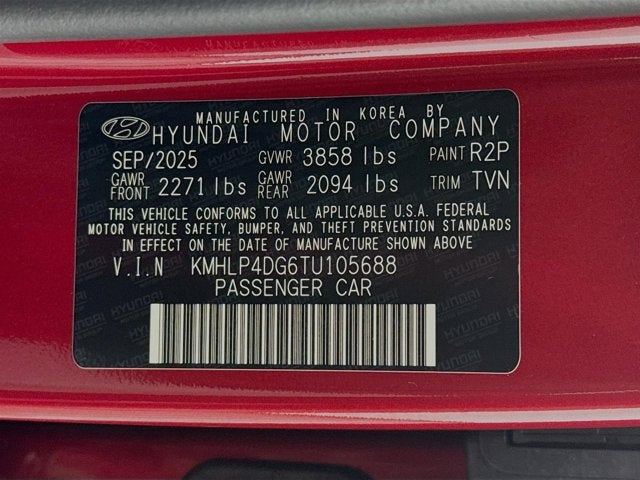 MANUFACTURED IN KOREA BY
HYUNDAI MOTOR COMPANY
SEP/2025 GVWR 3858 lbs PAINT R2P
GAWR FRONT 2271 lbs GAWR REAR 2094 lbs TRIM TVN
THIS VEHICLE CONFORMS TO ALL APPLICABLE U.S.A. FEDERAL
MOTOR VEHICLE SAFETY, BUMPER, AND THEFT PREVENTION STANDARDS
IN EFFECT ON THE DATE OF MANUFACTURE SHOWN ABOVE
V.I.N KMHLP4DG6TU105688
PASSENGER CAR